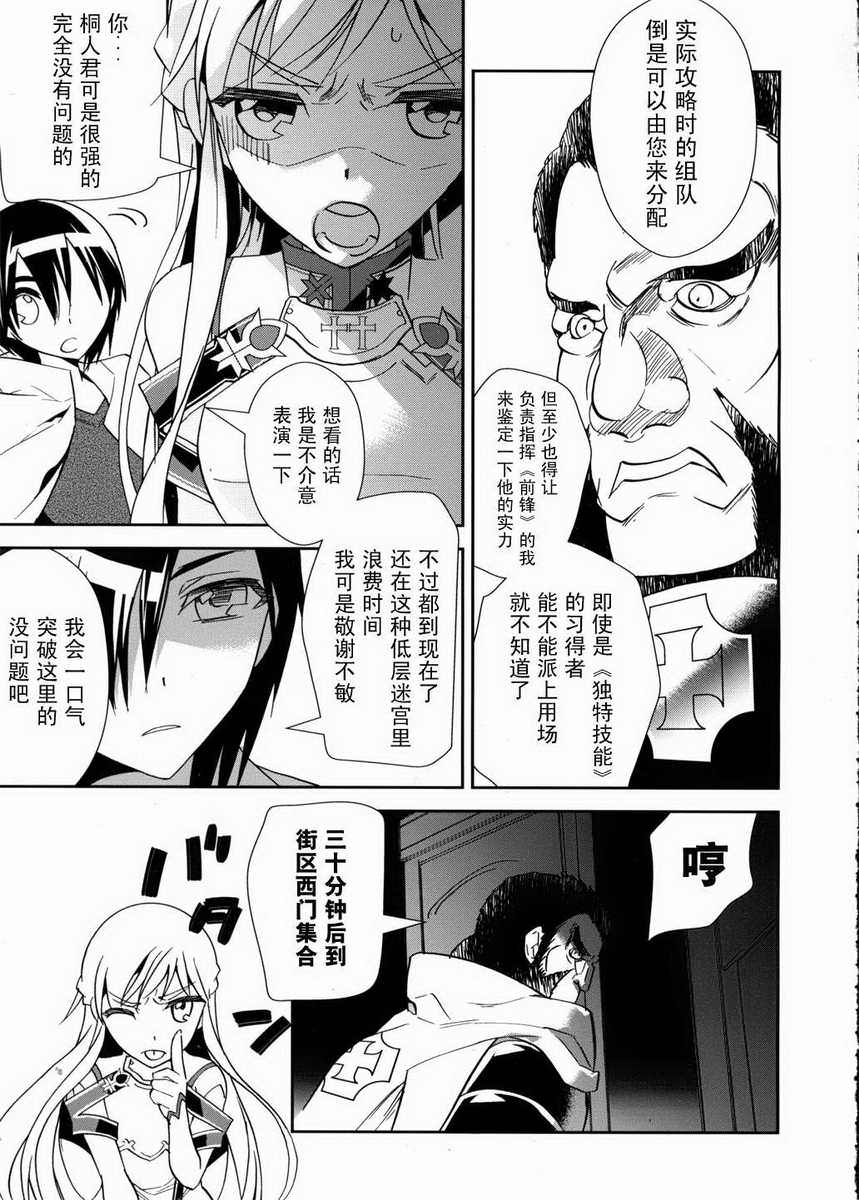 实际攻略时的组队
倒是可以由您来分配
但至少也得让
负责指挥《前锋》的我
来鉴定一下他的实力
即使是《独特技能》
的习得者
能不能派上用场
就不知道了
你…
桐人君可是很强的
完全没有问题的
想看的话
我是不介意
表演一下
不过都到现在了
还在这种低层迷宫里
浪费时间
我可是敬谢不敏
我会一口气
突破这里的
没问题吧
哼
三十分钟后到
街区西门集合
バタン